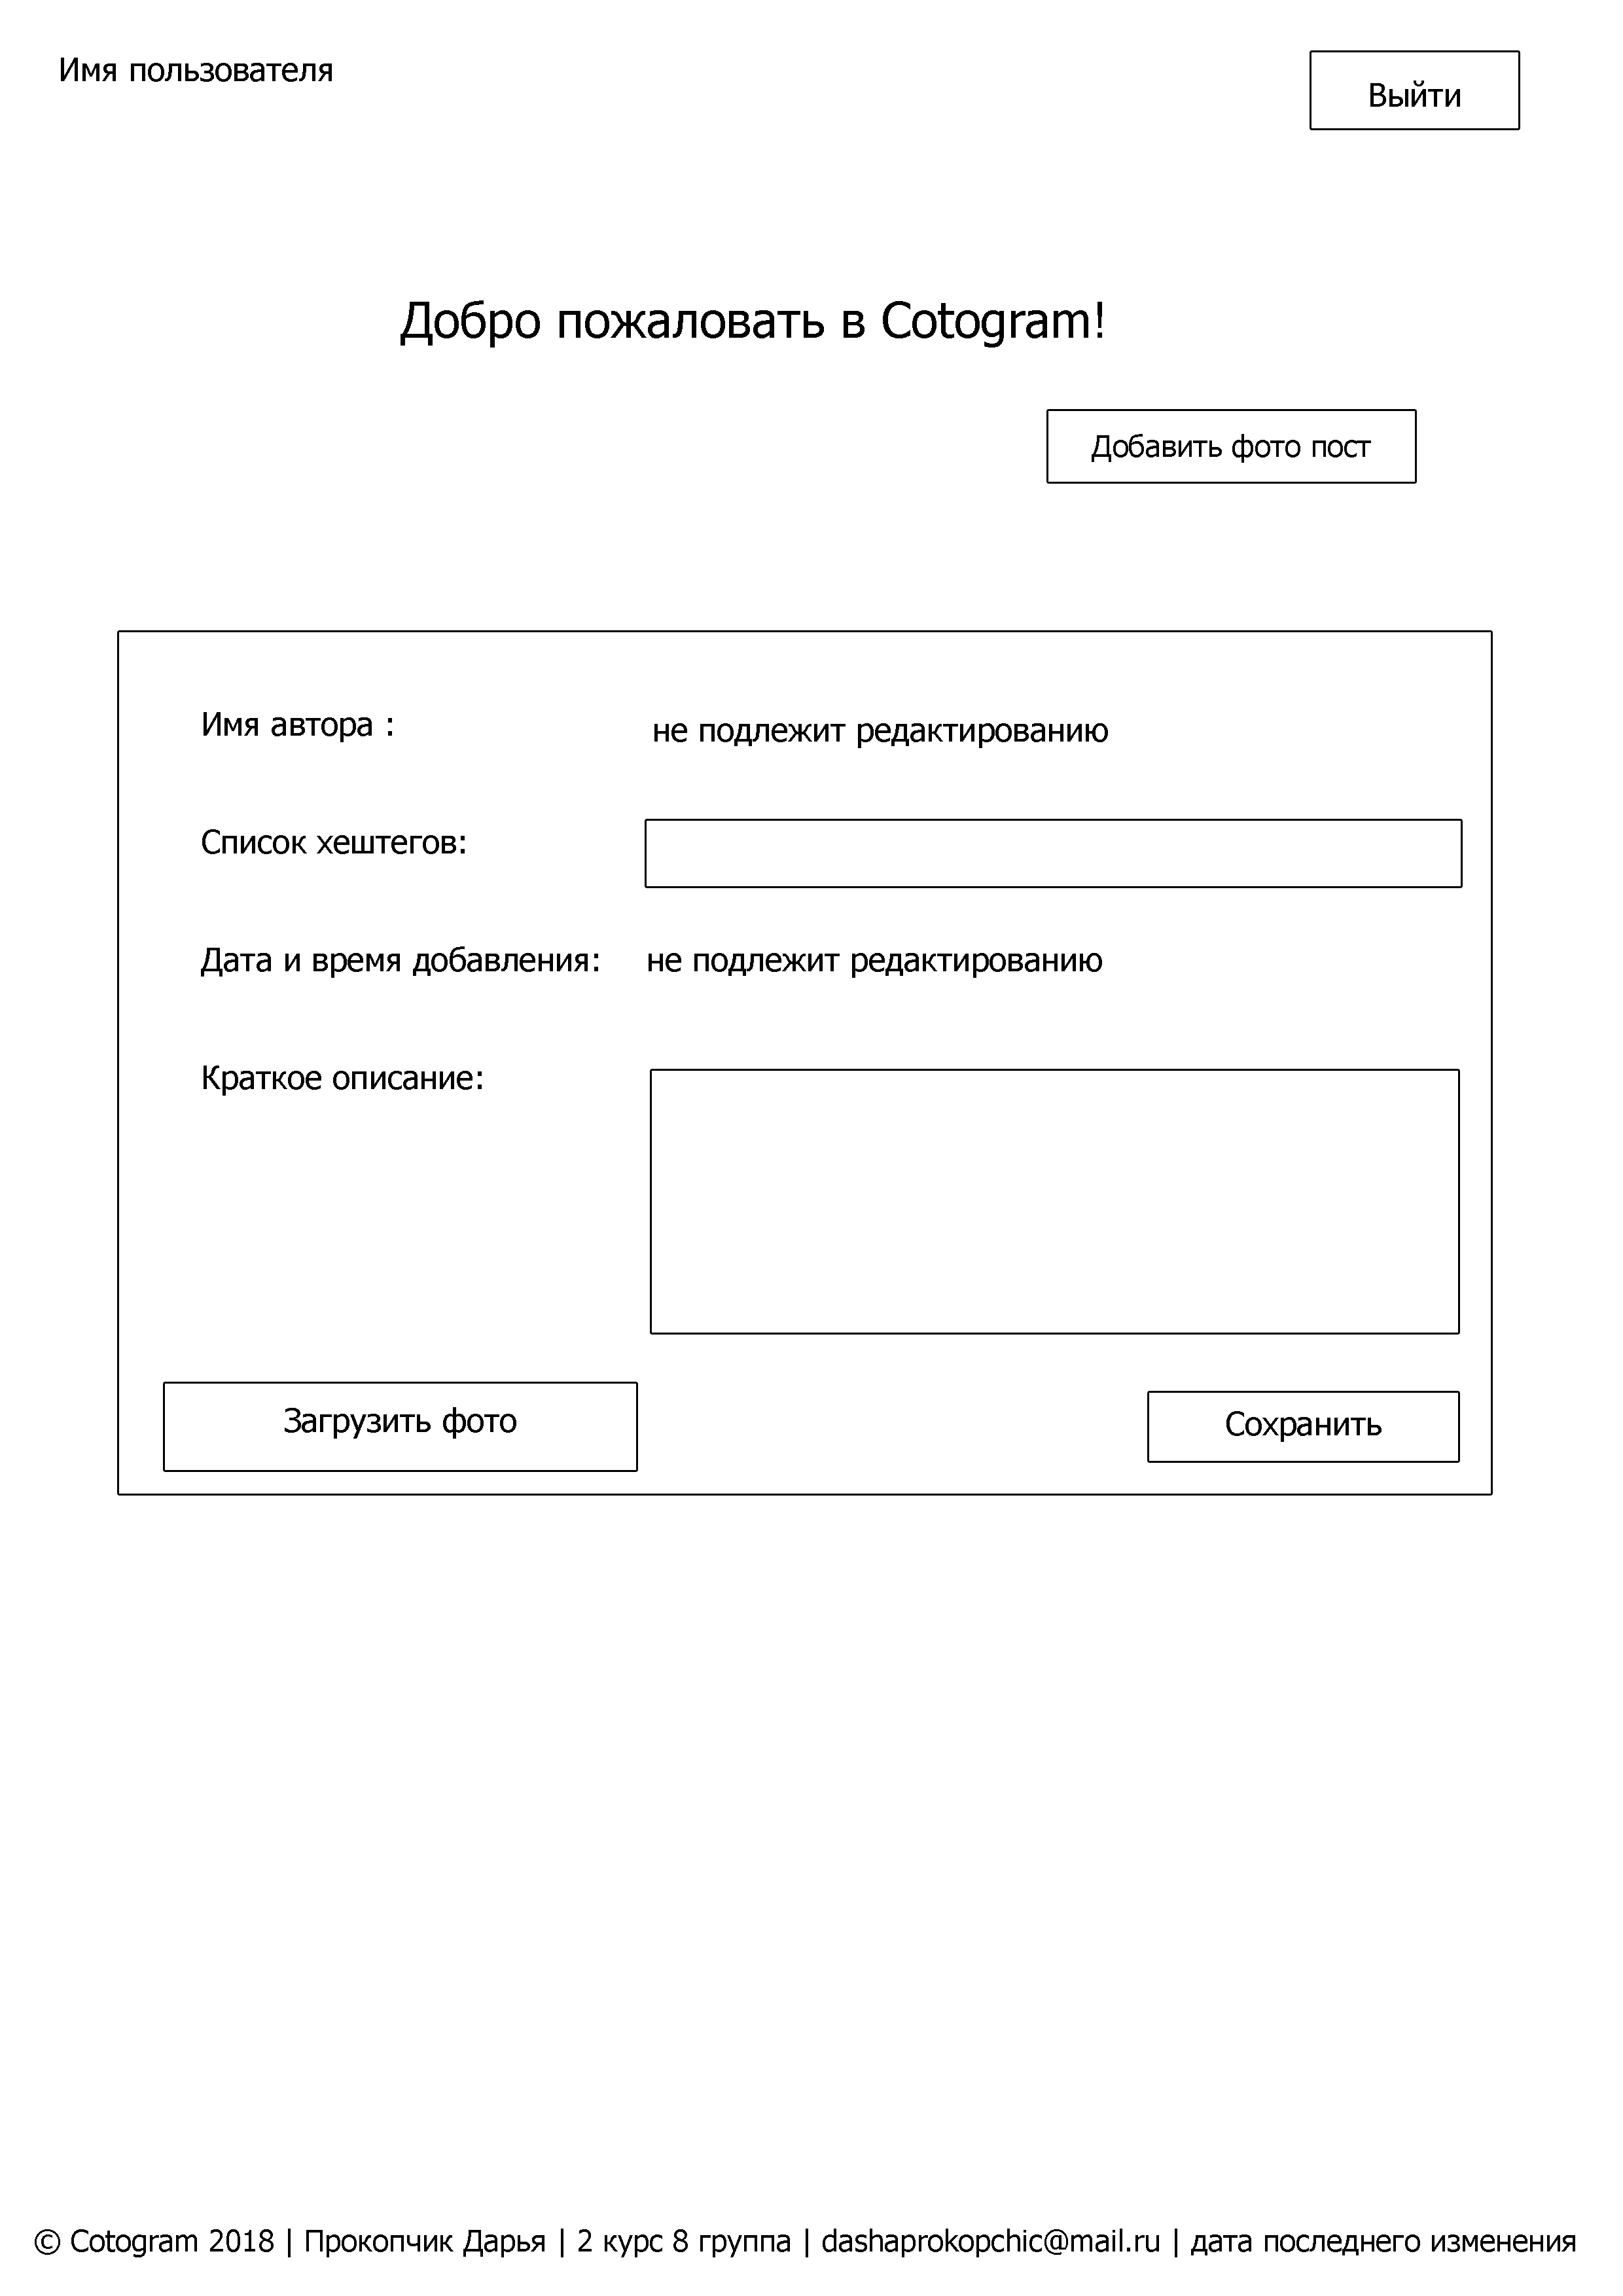 Имя пользователя
Выйти
Добро пожаловать в Cotogram!
Добавить фото пост
Имя автора :
не подлежит редактированию
Список хештегов:
Дата и время добавления:
не подлежит редактированию
Краткое описание:
Загрузить фото
Сохранить
© Cotogram 2018 | Прокопчик Дарья | 2 курс 8 группа | dashaprokopchic@mail.ru | дата последнего изменения